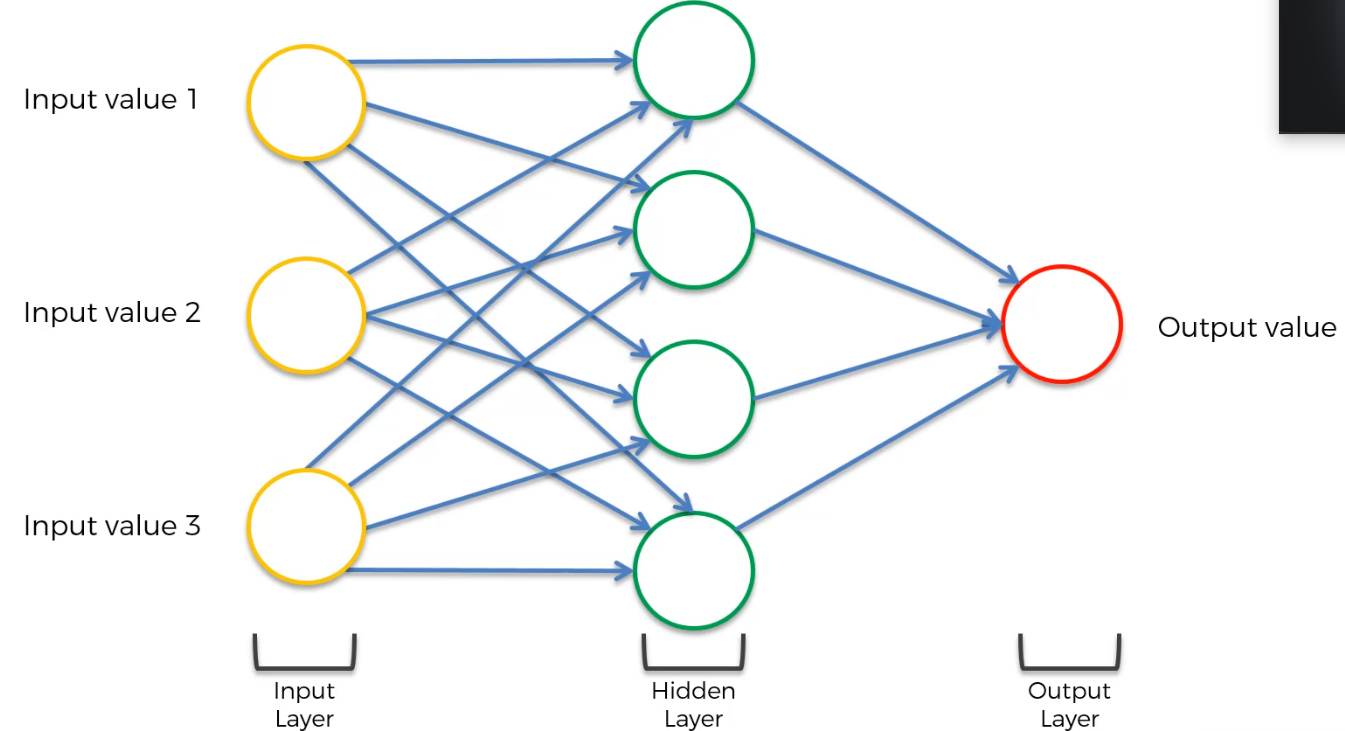 Input value 1
Input value 2
Output value
Input value 3
Input
Layer
Hidden
Layer
Output
Layer